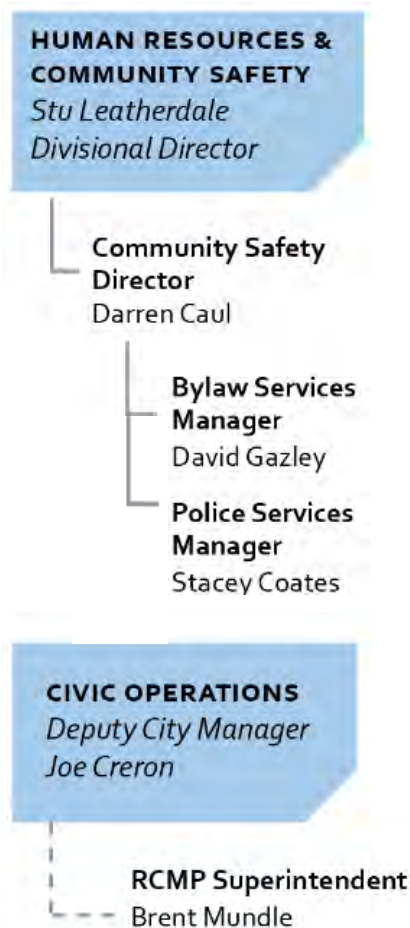 HUMAN RESOURCES &
COMMUNITY SAFETY
Stu Leatherdale
Divisional Director
Community Safety
Director
Darren Caul
Bylaw Services
Manager
David Gazley
Police Services
Manager
Stacey Coates
CIVIC OPERATIONS
Deputy City Manager
Joe Creron
RCMP Superintendent
Brent Mundle